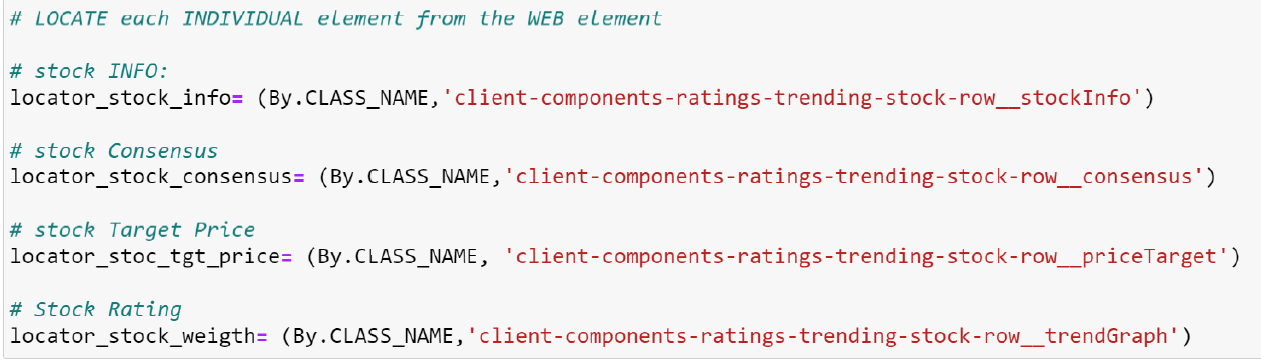 # LOCATE each INDIVIDUAL element from the WEB element
# stock INFO:
locator_stock_info= (By.CLASS_NAME,'client-components-ratings-trending-stock-row__stockInfo')
# stock Consensus
locator_stock_consensus= (By.CLASS_NAME,'client-components-ratings-trending-stock-row__consensus')
# stock Target Price
locator_stoc_tgt_price= (By.CLASS_NAME, 'client-components-ratings-trending-stock-row__priceTarget')
# Stock Rating
locator_stock_weigth= (By.CLASS_NAME,'client-components-ratings-trending-stock-row__trendGraph')